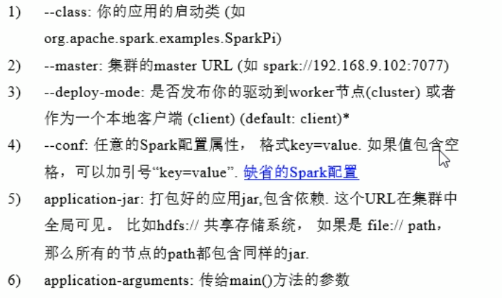 1) --class: 你的应用的启动类 (如
org.apache.spark.examples.SparkPi)
2) --master: 集群的master URL (如 spark://192.168.9.102:7077)
3) --deploy-mode: 是否发布你的驱动到worker节点(cluster) 或者
作为一个本地客户端 (client) (default: client)*
4) --conf: 任意的Spark配置属性， 格式key=value. 如果值包含空
格，可以加引号“key=value”. 缺省的Spark配置
5) application-jar: 打包好的应用jar,包含依赖. 这个URL在集群中
全局可见。 比如hdfs:// 共享存储系统， 如果是 file:// path，
那么所有的节点的path都包含同样的jar.
6) application-arguments: 传给main()方法的参数